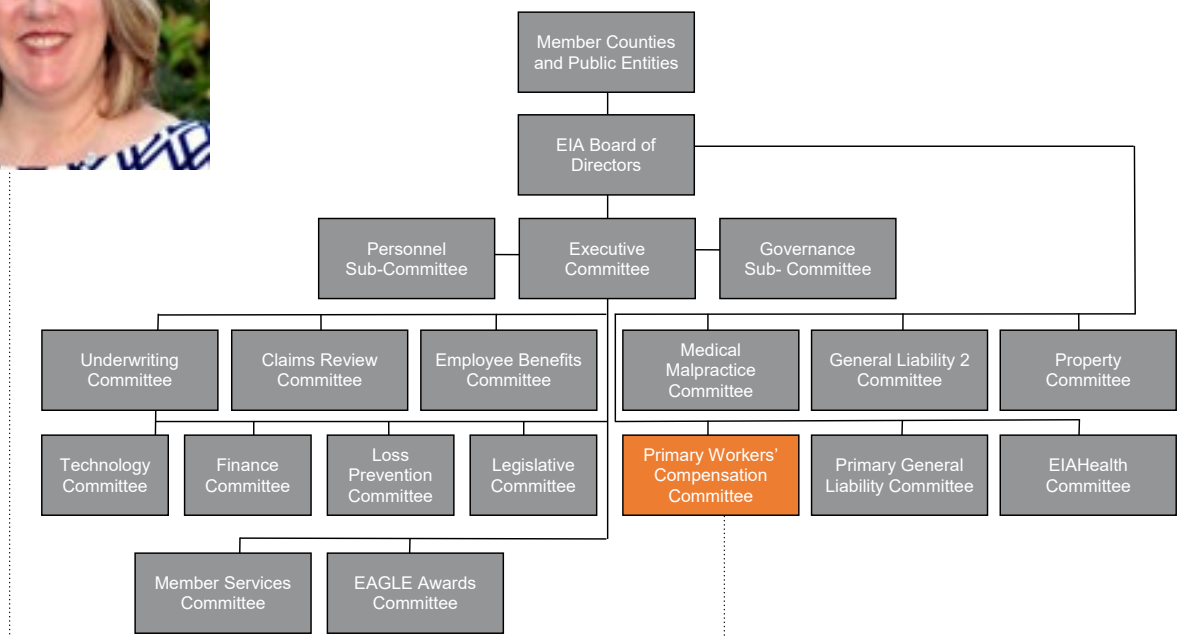 Member Counties
and Public Entities
EIA Board of
Directors
Personnel
Sub-Committee
Executive
Committee
Governance
Sub- Committee
Underwriting
Committee
Claims Review
Committee
Employee Benefits
Committee
Medical
Malpractice
Committee
General Liability 2
Committee
Property
Committee
Technology
Committee
Finance
Committee
Loss
Prevention
Committee
Legislative
Committee
Primary Workers’
Compensation
Committee
Primary General
Liability Committee
EIAHealth
Committee
Member Services
Committee
EAGLE Awards
Committee